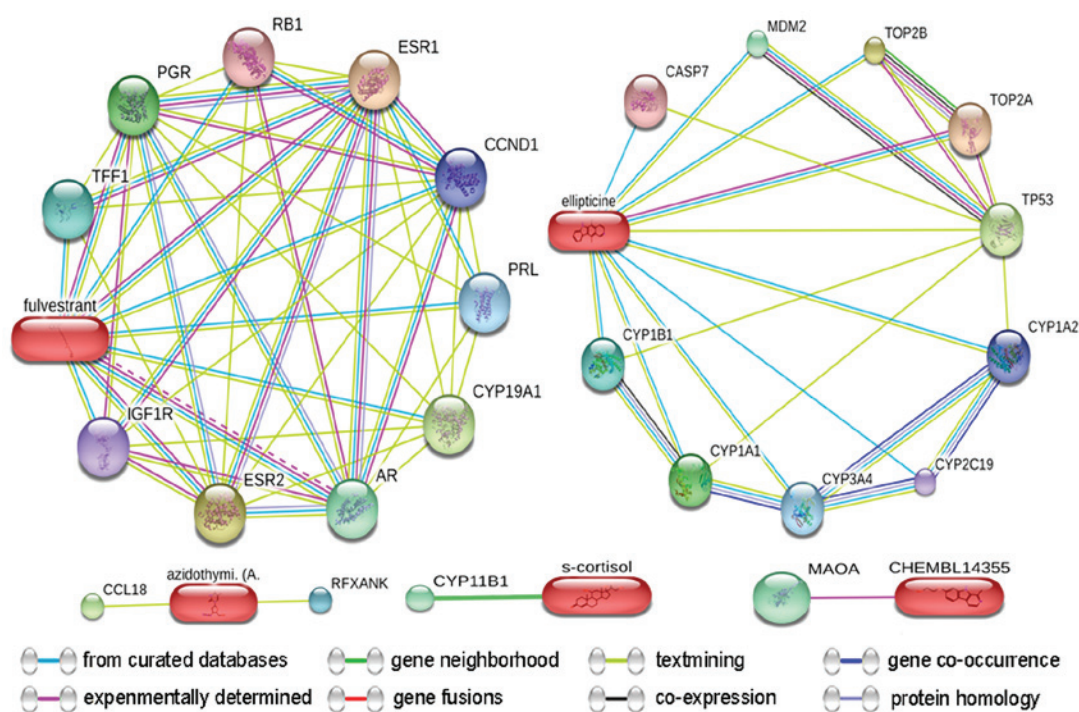 RB1
ESR1
PGR
CCND1
TFF1
PRL
fulvestrant
CYP19A1
IGF1R
AR
ESR2
MDM2
TOP2B
CASP7
TOP2A
TP53
ellipticine
CYP1A2
CYP1B1
CYP1A1
CYP3A4
CYP2C19
CCL18
azidothymi. (A.
RFXANK
CYP11B1
s-cortisol
MAOA
CHEMBL14355
from curated databases
gene neighborhood
textmining
gene co-occurrence
expenmentally determined
gene fusions
co-expression
protein homology